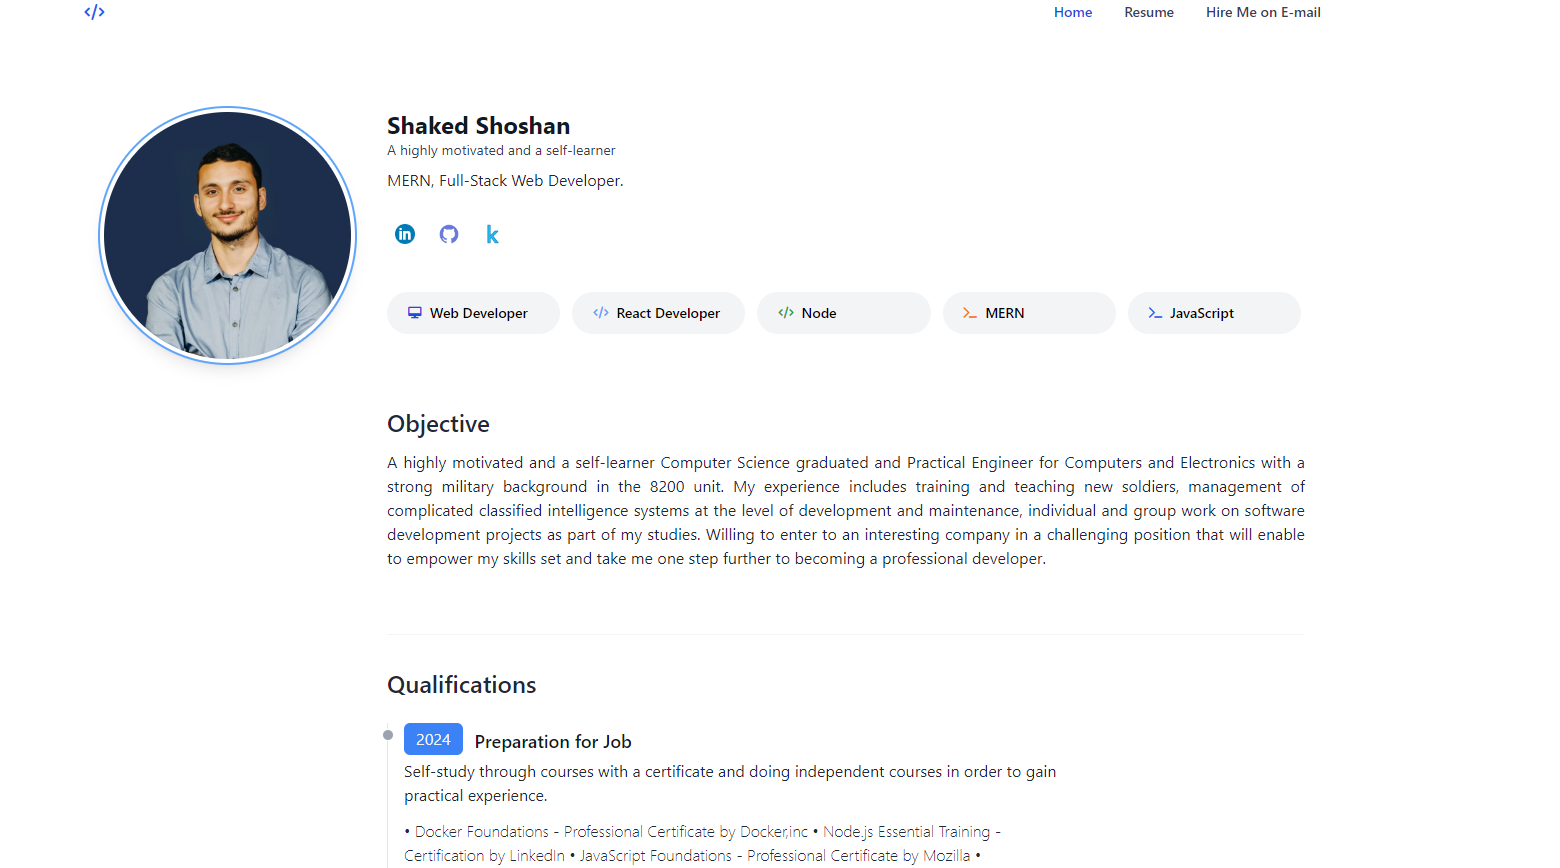 </>
Home Resume Hire Me on E-mail
Shaked Shoshan
A highly motivated and a self-learner
MERN, Full-Stack Web Developer.
in k
Web Developer </> React Developer </> Node >_ MERN >_ JavaScript
Objective
A highly motivated and a self-learner Computer Science graduated and Practical Engineer for Computers and Electronics with a
strong military background in the 8200 unit. My experience includes training and teaching new soldiers, management of
complicated classified intelligence systems at the level of development and maintenance, individual and group work on software
development projects as part of my studies. Willing to enter to an interesting company in a challenging position that will enable
to empower my skills set and take me one step further to becoming a professional developer.
Qualifications
2024 Preparation for Job
Self-study through courses with a certificate and doing independent courses in order to gain
practical experience.
• Docker Foundations - Professional Certificate by Docker,inc • Node.js Essential Training -
Certification by LinkedIn • JavaScript Foundations - Professional Certificate by Mozilla •